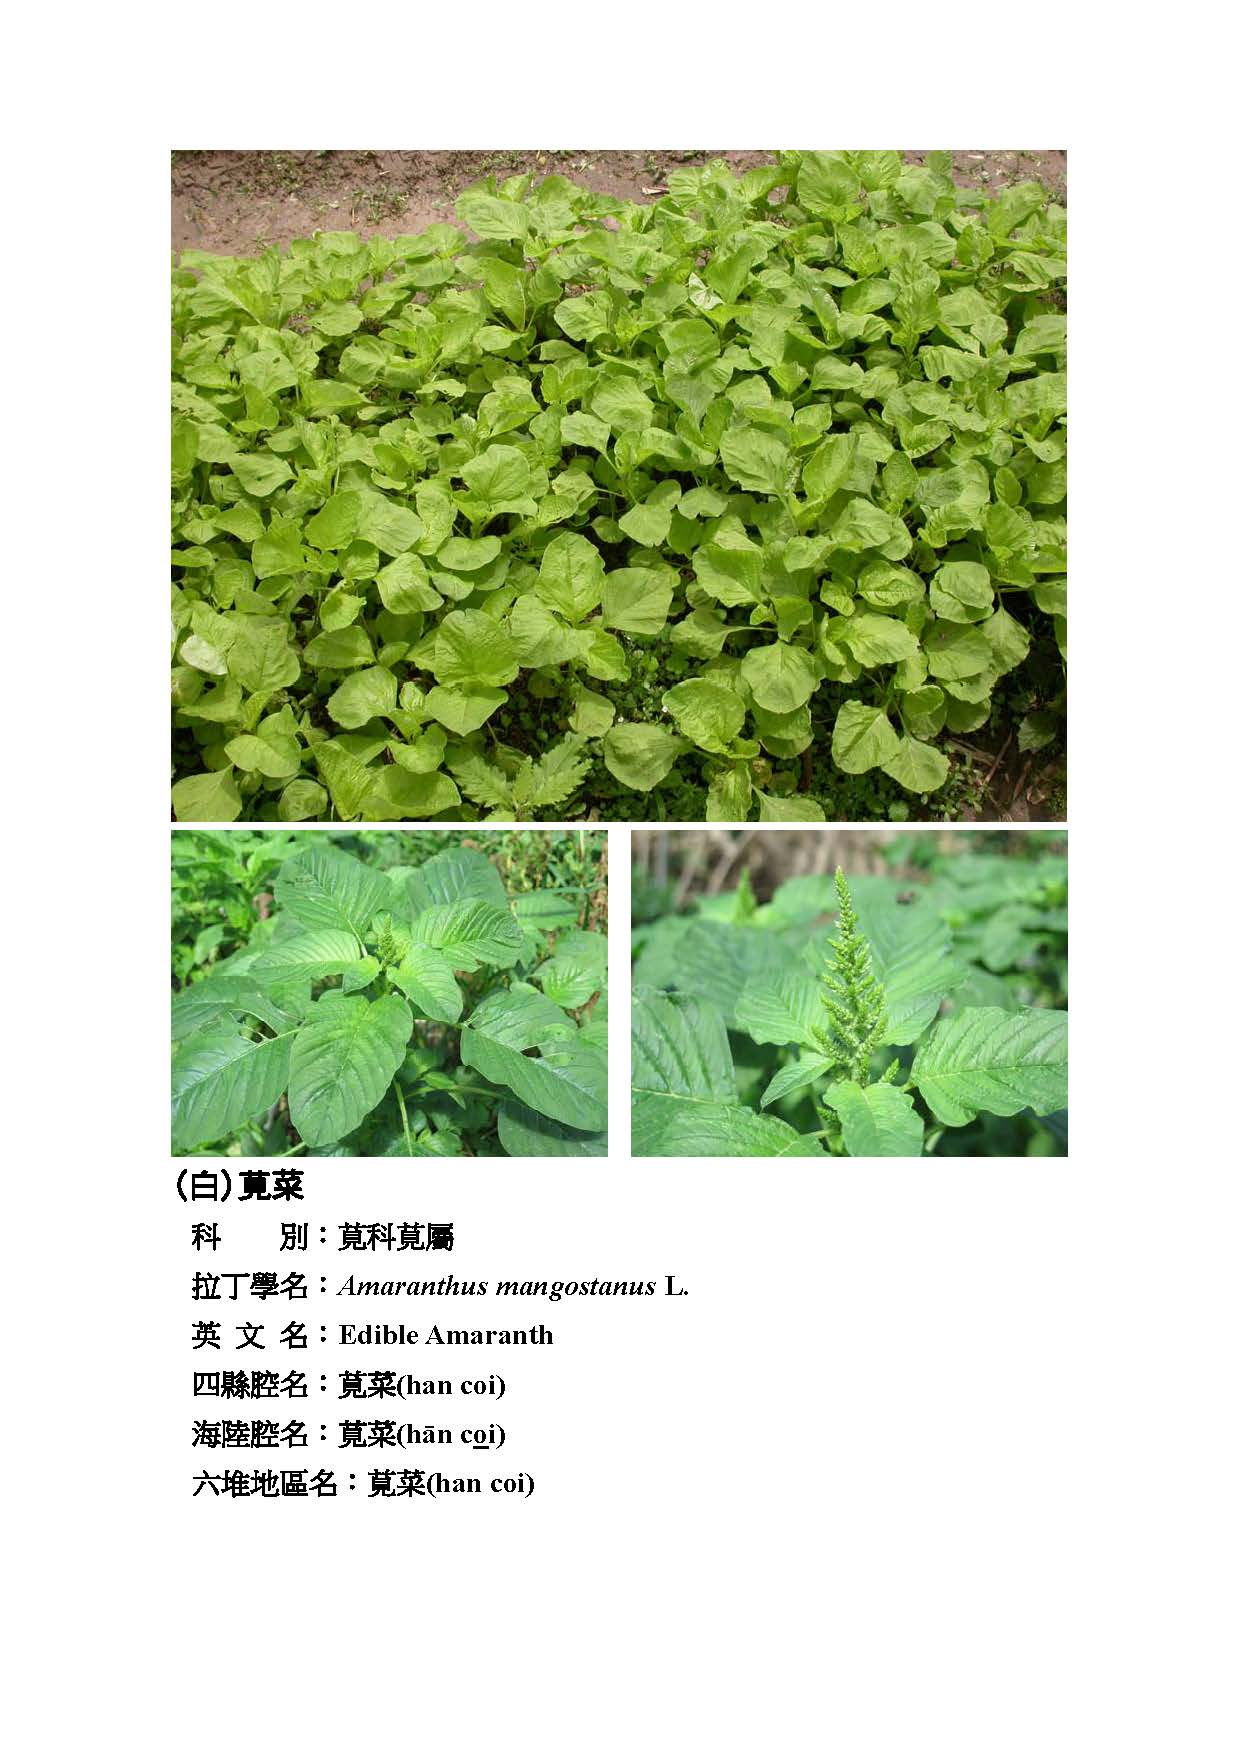 (白)莧菜
科　　別：莧科莧屬
拉丁學名：Amaranthus mangostanus L.
英 文 名：Edible Amaranth
四縣腔名：莧菜(han coi)
海陸腔名：莧菜(hān coi)
六堆地區名：莧菜(han coi)